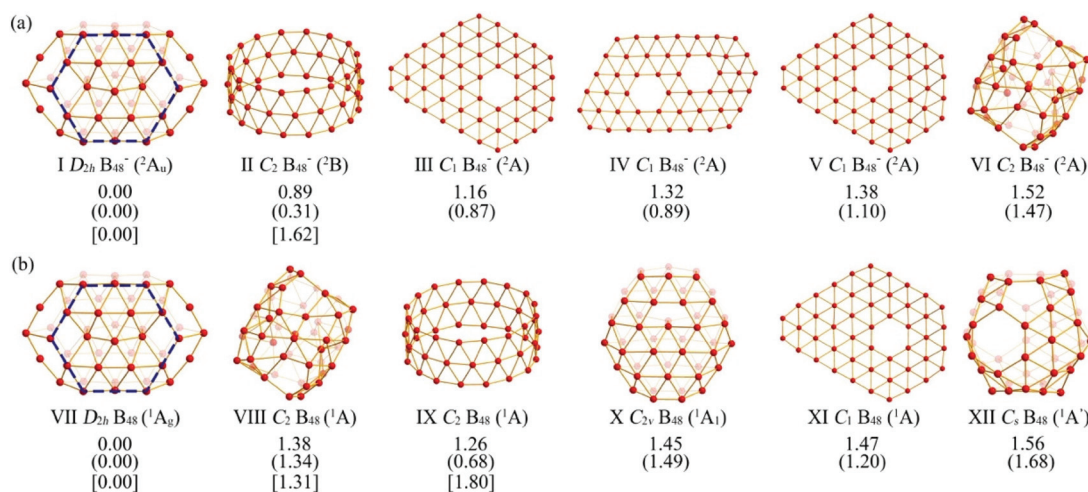 (a)
I D2h B48- (2Au) II C2 B48- (2B) III C1 B48- (2A) IV C1 B48- (2A) V C1 B48- (2A) VI C2 B48- (2A)
0.00 0.89 1.16 1.32 1.38 1.52
(0.00) (0.31) (0.87) (0.89) (1.10) (1.47)
[0.00] [1.62]
(b)
VII D2h B48 (1Ag) VIII C2 B48 (1A) IX C2 B48 (1A) X C2v B48 (1A1) XI C1 B48 (1A) XII Cs B48 (1A')
0.00 1.38 1.26 1.45 1.47 1.56
(0.00) (1.34) (0.68) (1.49) (1.20) (1.68)
[0.00] [1.31] [1.80]